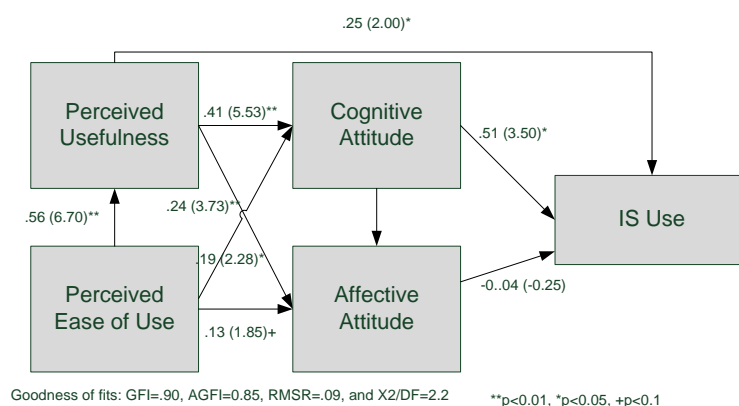 .25 (2.00)*
Perceived
Usefulness
.41 (5.53)**
Cognitive
Attitude
.51 (3.50)*
.56 (6.70)**
.24 (3.73)**
IS Use
.19 (2.28)*
Perceived
Ease of Use
.13 (1.85)+
Affective
Attitude
-0..04 (-0.25)
Goodness of fits: GFI=.90, AGFI=0.85, RMSR=.09, and X2/DF=2.2
**p<0.01, *p<0.05, +p<0.1